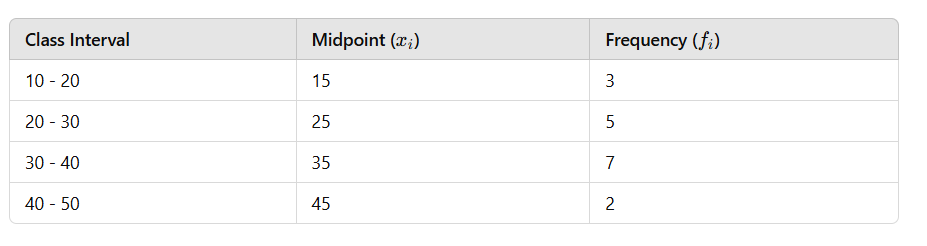 Class Interval Midpoint (xᵢ) Frequency (fᵢ)
10 - 20 15 3
20 - 30 25 5
30 - 40 35 7
40 - 50 45 2